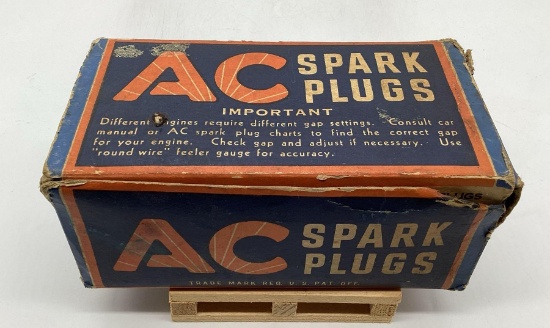 AC SPARK PLUGS
IMPORTANT
Different engines require different gap settings. Consult car
manual or AC spark plug charts to find the correct gap
for your engine. Check gap and adjust if necessary. Use
"round wire" feeler gauge for accuracy.
PLUGS
AC SPARK PLUGS
TRADE MARK REG. U.S. PAT. OFF.